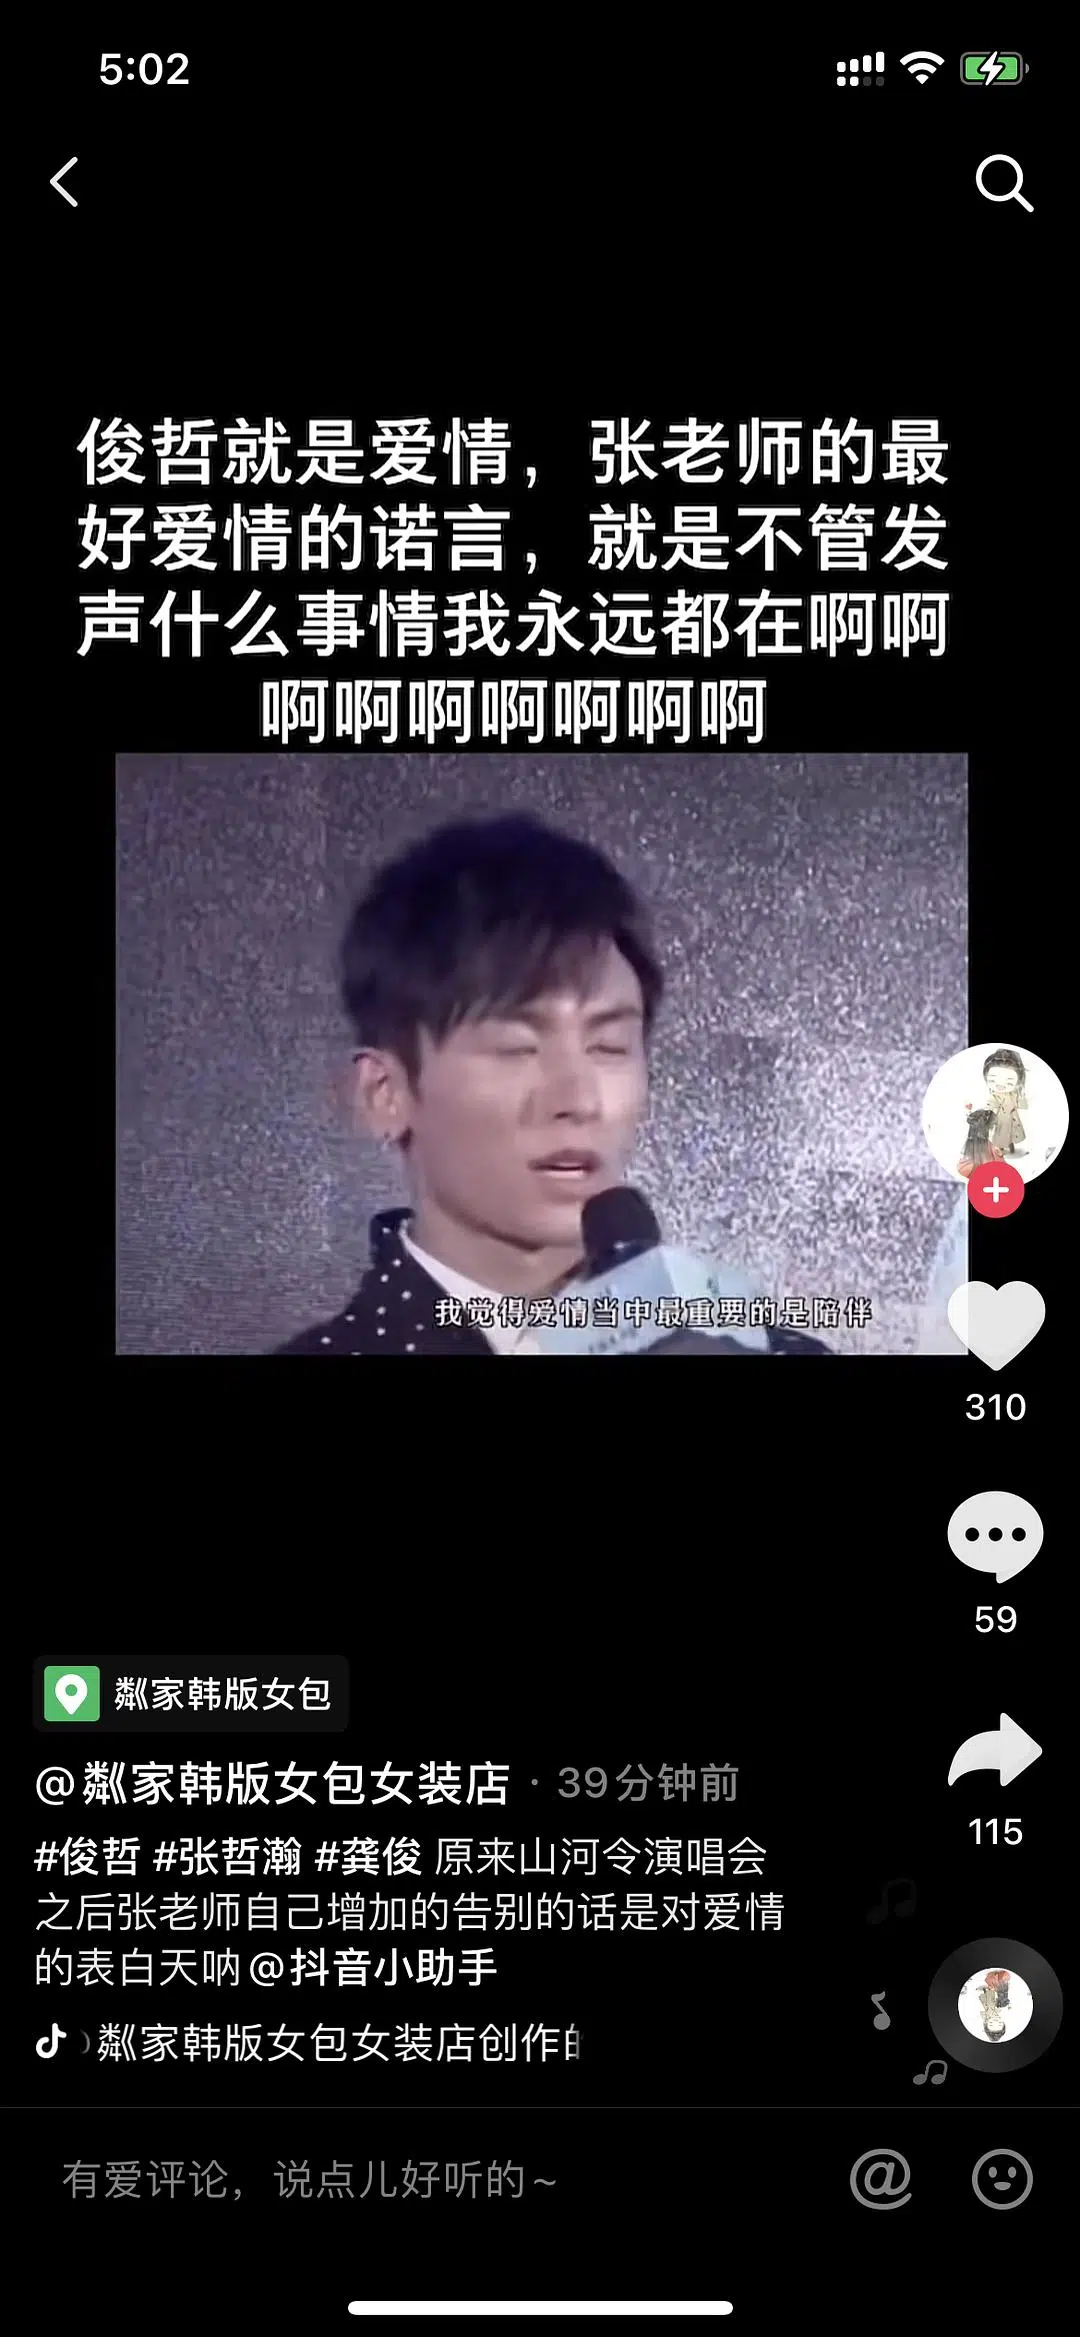 5:02
俊哲就是爱情，张老师的最
好爱情的诺言，就是不管发
声什么事情我永远都在啊啊
啊啊啊啊啊啊啊
我觉得爱情当中最重要的是陪伴
310
59
粼家韩版女包
@粼家韩版女包女装店 · 39分钟前
115
#俊哲 #张哲瀚 #龚俊 原来山河令演唱会
之后张老师自己增加的告别的话是对爱情
的表白天呐@抖音小助手
粼家韩版女包女装店创作的
有爱评论，说点儿好听的~